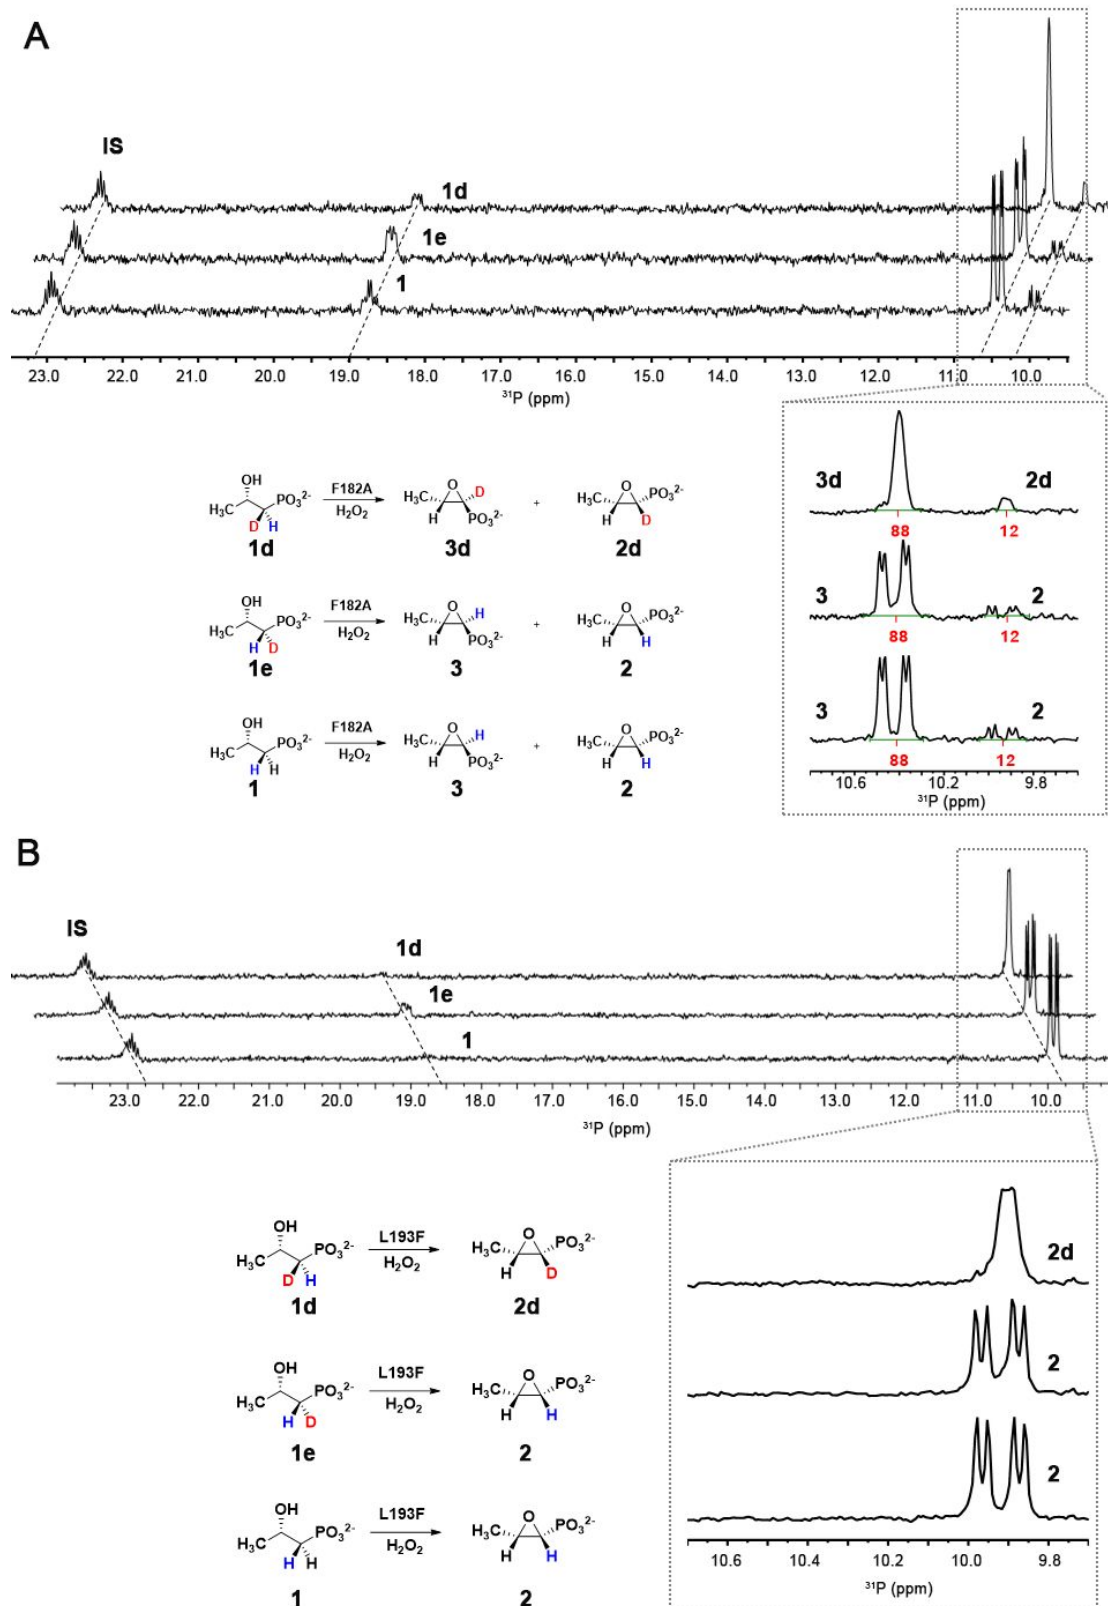 A
IS
1d
1e
1
23.0 22.0 21.0 20.0 19.0 18.0 17.0 16.0 15.0 14.0 13.0 12.0 11.0 10.0
³¹P (ppm)
OH
H₃C PO₃²⁻
D H
1d
F182A
H₂O₂
H₃C O D
H PO₃²⁻
3d
+
H₃C O PO₃²⁻
H D
2d
OH
H₃C PO₃²⁻
H D
1e
F182A
H₂O₂
H₃C O H
H PO₃²⁻
3
+
H₃C O PO₃²⁻
H H
2
OH
H₃C PO₃²⁻
H H
1
F182A
H₂O₂
H₃C O H
H PO₃²⁻
3
+
H₃C O PO₃²⁻
H H
2
3d 2d
88 12
3 2
88 12
3 2
88 12
10.6 10.2 9.8
³¹P (ppm)
B
IS
1d
1e
1
23.0 22.0 21.0 20.0 19.0 18.0 17.0 16.0 15.0 14.0 13.0 12.0 11.0 10.0
³¹P (ppm)
OH
H₃C PO₃²⁻
D H
1d
L193F
H₂O₂
H₃C O PO₃²⁻
H D
2d
OH
H₃C PO₃²⁻
H D
1e
L193F
H₂O₂
H₃C O PO₃²⁻
H H
2
OH
H₃C PO₃²⁻
H H
1
L193F
H₂O₂
H₃C O PO₃²⁻
H H
2
2d
2
2
10.6 10.4 10.2 10.0 9.8
³¹P (ppm)